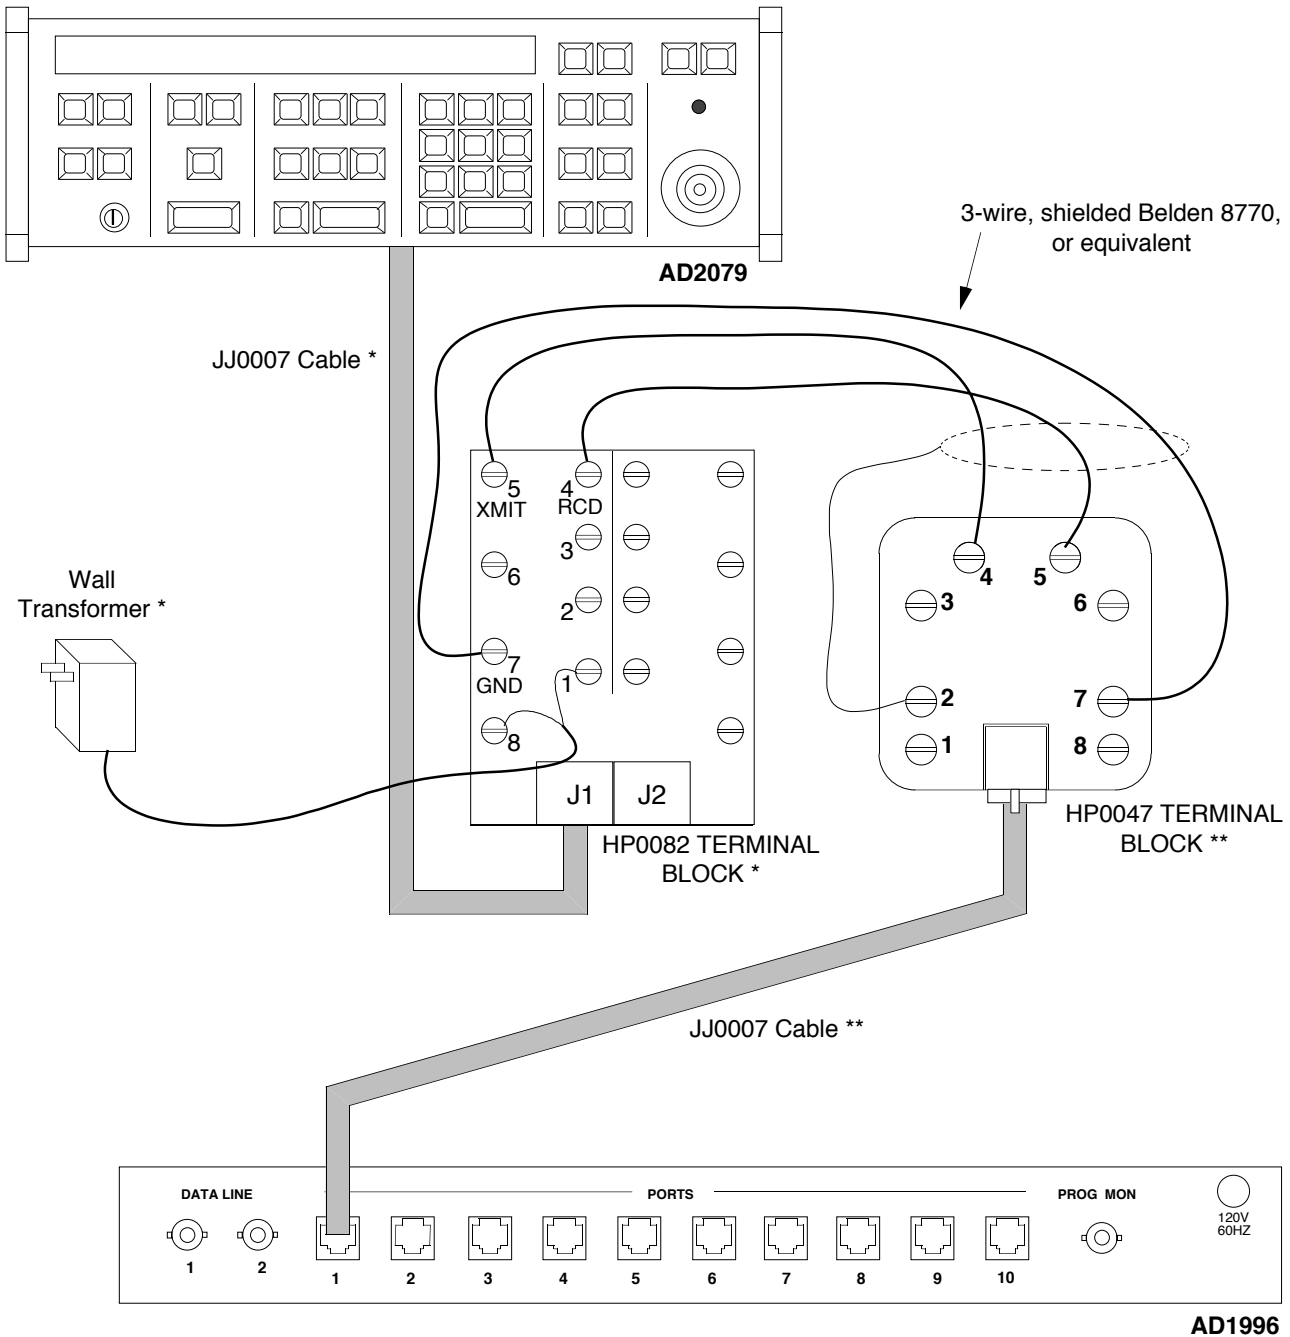 3-wire, shielded Belden 8770,
or equivalent
AD2079
JJ0007 Cable *
5
XMIT
4
RCD
3
6
2
7
GND
1
8
J1
J2
HP0082 TERMINAL
BLOCK *
Wall
Transformer *
4
5
3
6
2
7
1
8
HP0047 TERMINAL
BLOCK **
JJ0007 Cable **
DATA LINE
PORTS
PROG MON
120V
60HZ
1
2
1
2
3
4
5
6
7
8
9
10
AD1996